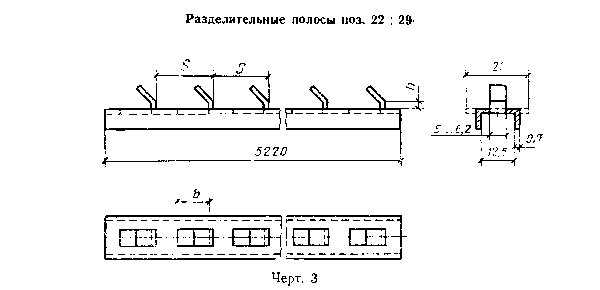 Разделительные полосы поз. 22 ÷ 29
S
S
h
21
5...6,2
0,7
12,5
5220
b
Черт. 3